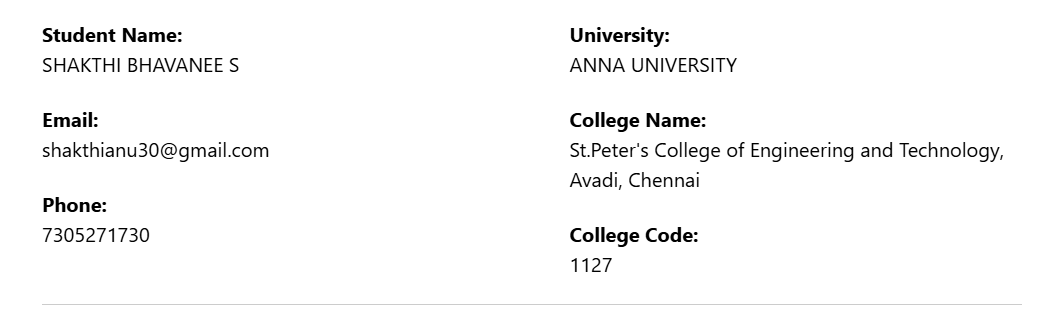 Student Name:
SHAKTHI BHAVANEE S
Email:
shakthianu30@gmail.com
Phone:
7305271730
University:
ANNA UNIVERSITY
College Name:
St.Peter's College of Engineering and Technology,
Avadi, Chennai
College Code:
1127